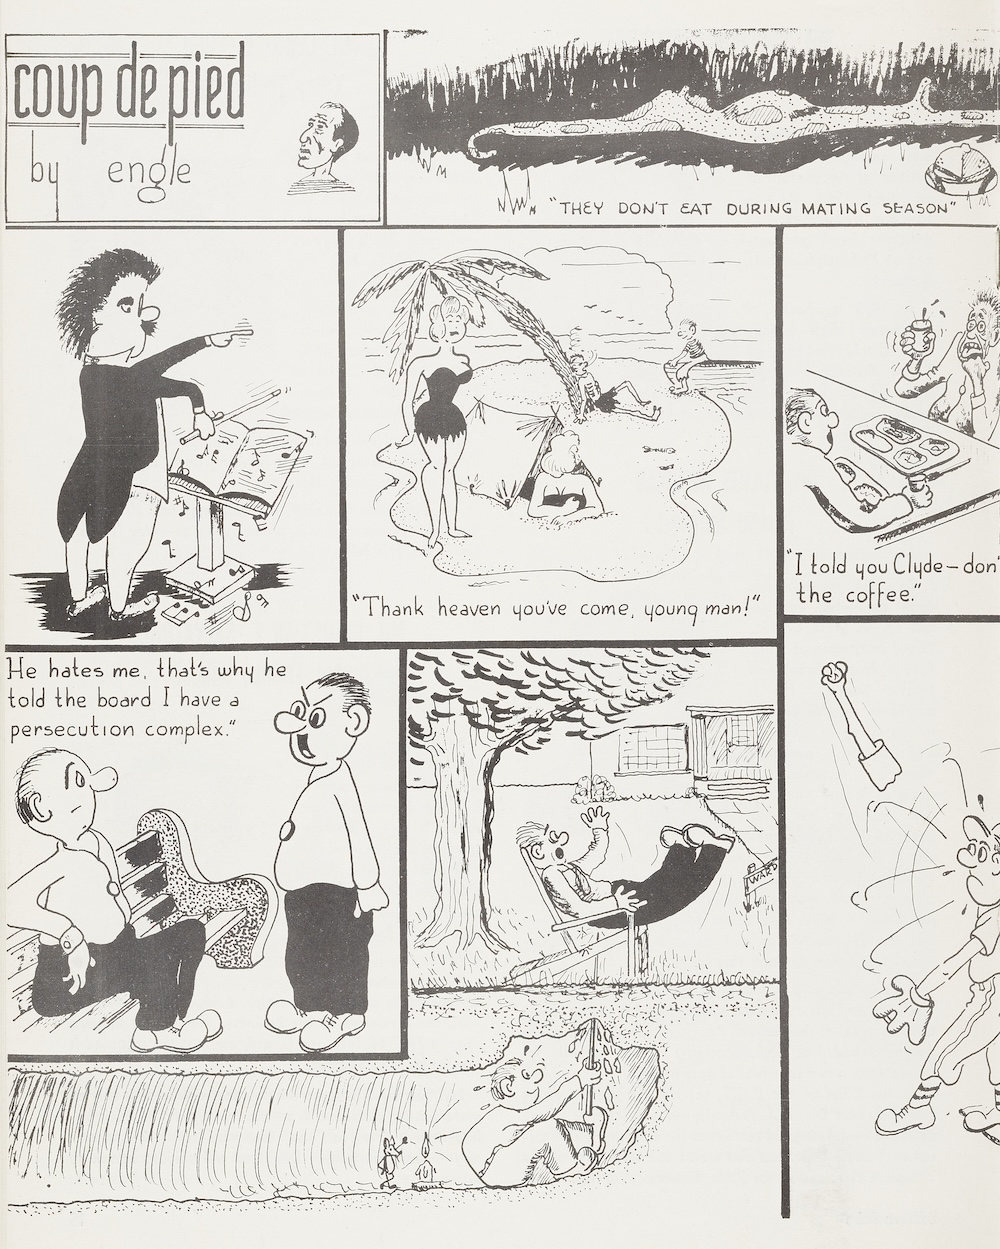 coup de pied
by engle
"THEY DON'T EAT DURING MATING SEASON"
"Thank heaven you've come, young man!"
"I told you Clyde—don'
the coffee."
He hates me, that's why he
told the board I have a
persecution complex."
WARD